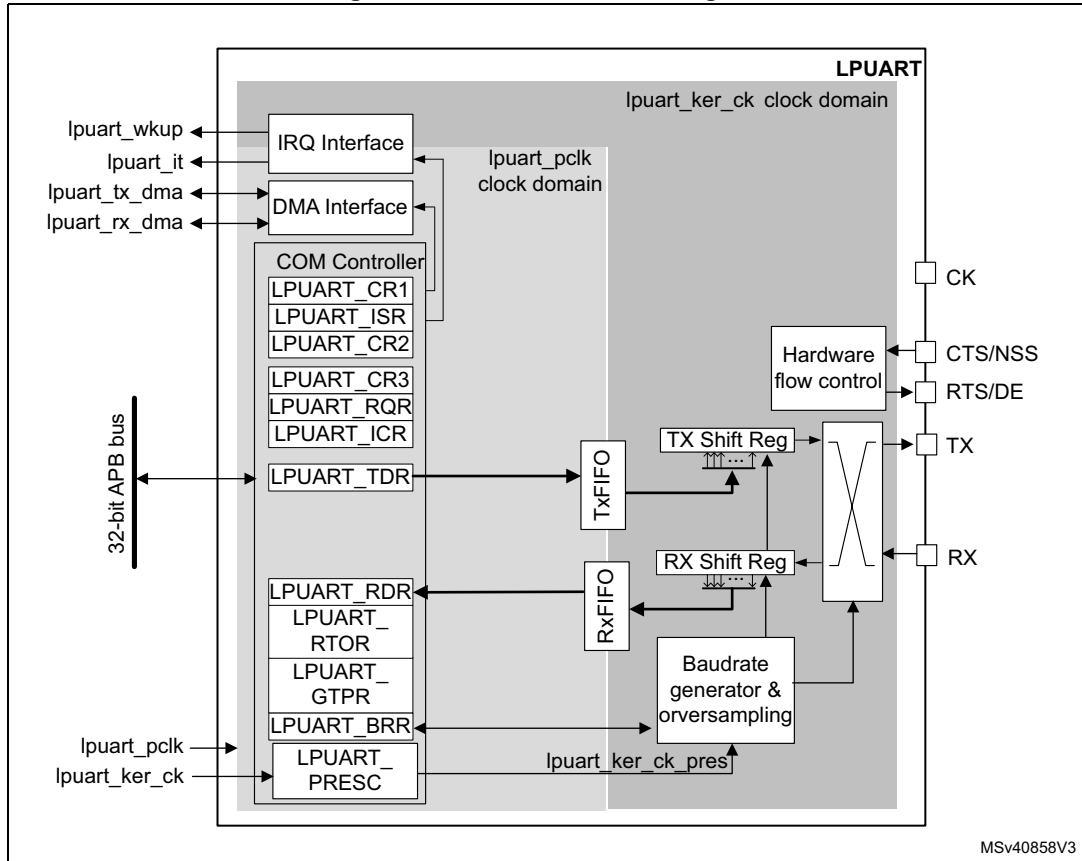 LPUART
lpuart_ker_ck clock domain
lpuart_wkup
lpuart_it
IRQ Interface
lpuart_pclk
clock domain
lpuart_tx_dma
lpuart_rx_dma
DMA Interface
COM Controller
LPUART_CR1
LPUART_ISR
LPUART_CR2
LPUART_CR3
LPUART_RQR
LPUART_ICR
LPUART_TDR
32-bit APB bus
TxFIFO
TX Shift Reg
...
Hardware
flow control
CK
CTS/NSS
RTS/DE
TX
RX
RX Shift Reg
...
RxFIFO
LPUART_RDR
LPUART_
RTOR
LPUART_
GTPR
LPUART_BRR
Baudrate
generator &
orversampling
lpuart_pclk
lpuart_ker_ck
LPUART_
PRESC
lpuart_ker_ck_pres
MSv40858V3